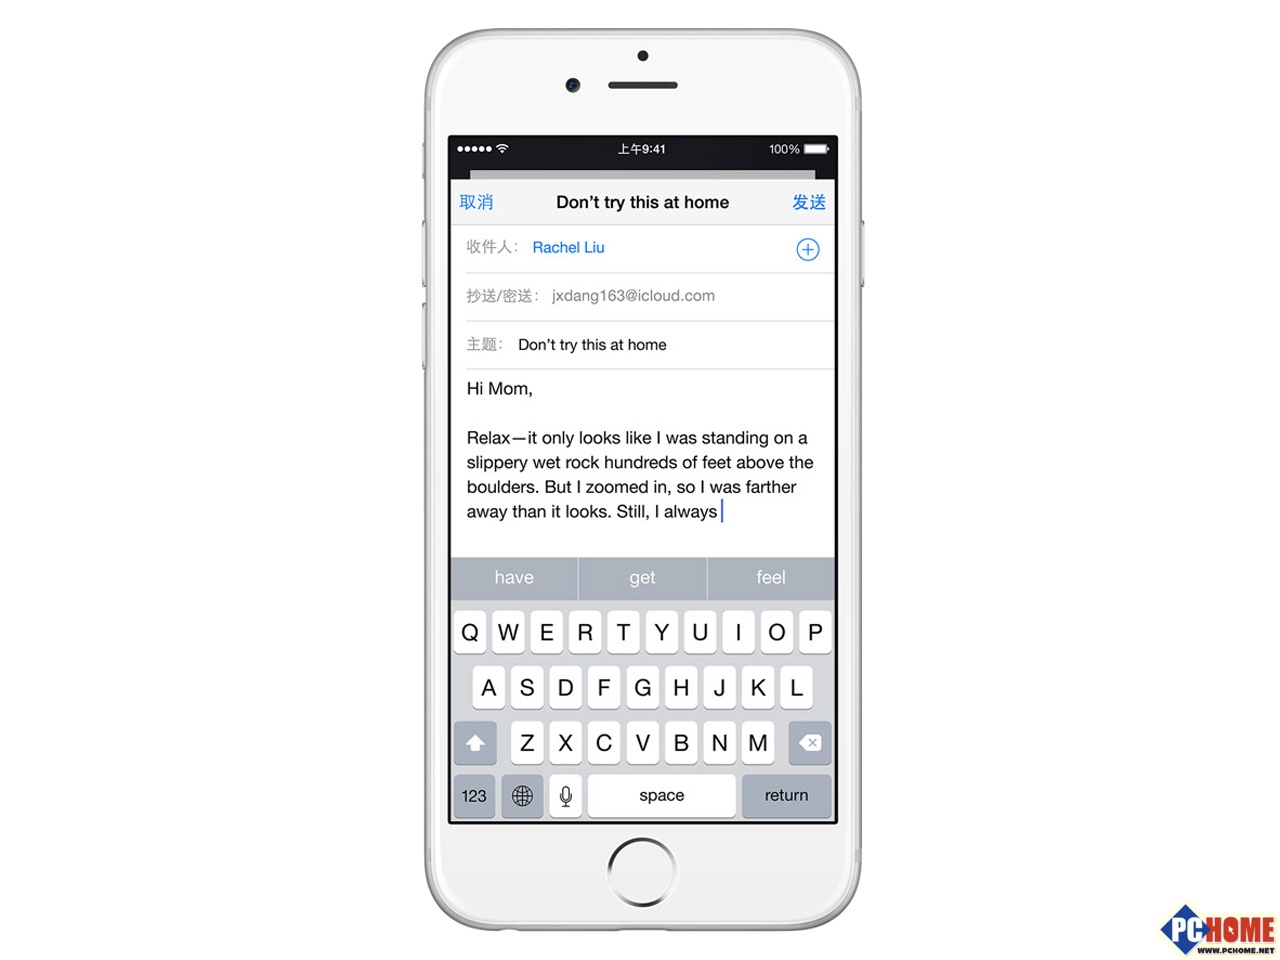 上午9:41 100%
取消 Don't try this at home 发送
收件人： Rachel Liu
抄送/密送： jxdang163@icloud.com
主题： Don't try this at home
Hi Mom,
Relax—it only looks like I was standing on a
slippery wet rock hundreds of feet above the
boulders. But I zoomed in, so I was farther
away than it looks. Still, I always
have get feel
Q W E R T Y U I O P
A S D F G H J K L
Z X C V B N M
123 space return
PCHOME
WWW.PCHOME.NET